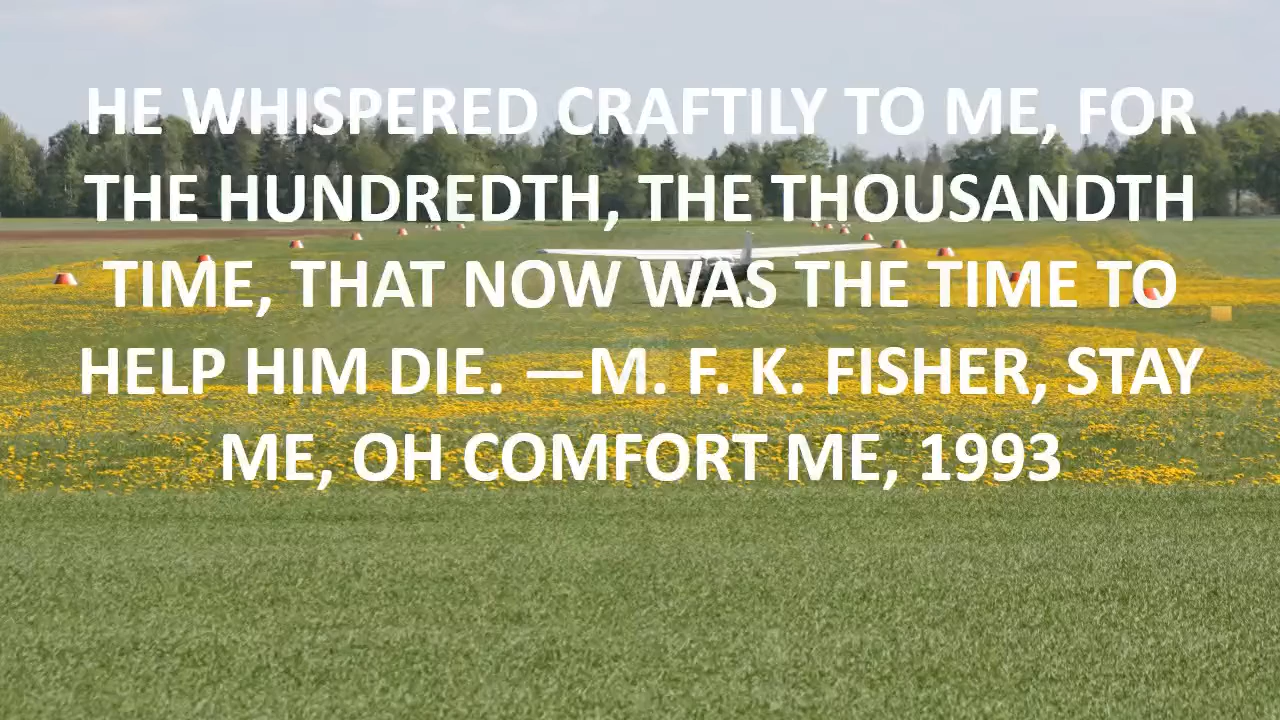 HE WHISPERED CRAFTILY TO ME, FOR
THE HUNDREDTH, THE THOUSANDTH
TIME, THAT NOW WAS THE TIME TO
HELP HIM DIE. —M. F. K. FISHER, STAY
ME, OH COMFORT ME, 1993